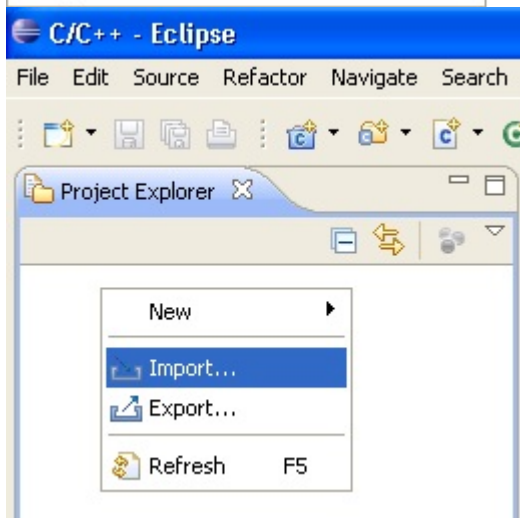 C/C++ - Eclipse
File Edit Source Refactor Navigate Search
Project Explorer
New
Import...
Export...
Refresh F5